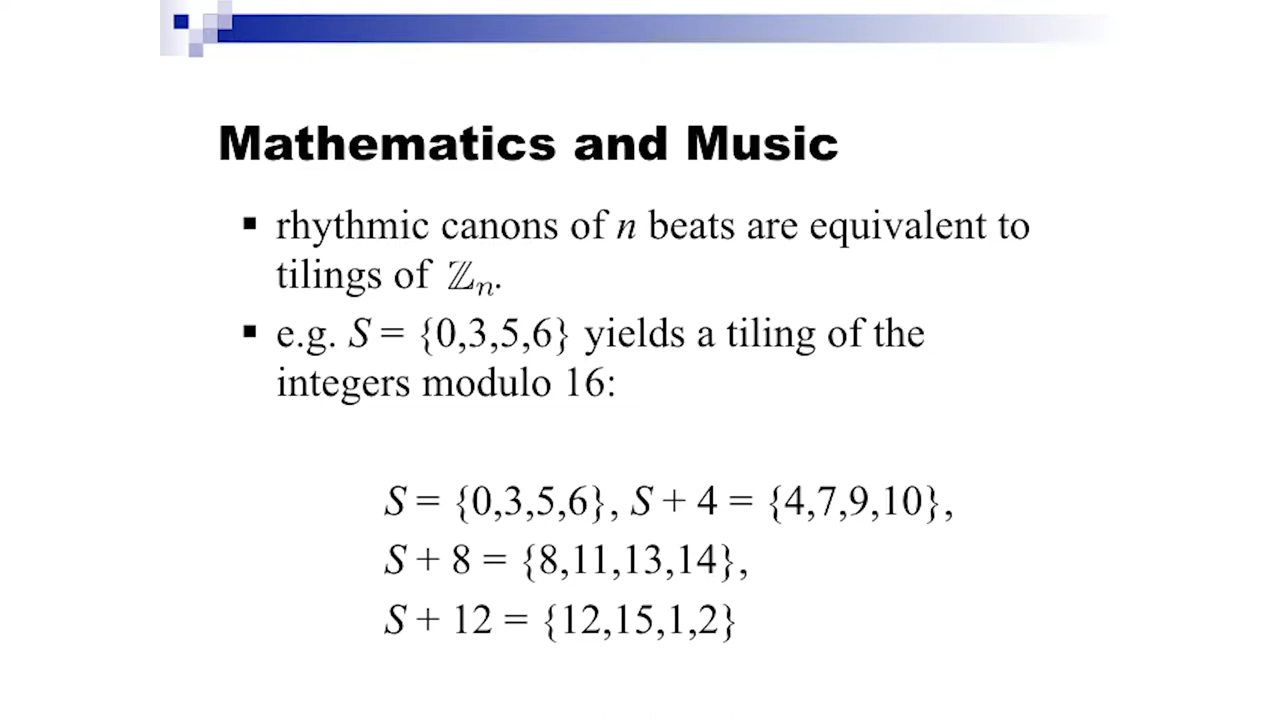 Mathematics and Music
▪ rhythmic canons of n beats are equivalent to
tilings of ℤₙ.
▪ e.g. S = {0,3,5,6} yields a tiling of the
integers modulo 16:
S = {0,3,5,6}, S + 4 = {4,7,9,10},
S + 8 = {8,11,13,14},
S + 12 = {12,15,1,2}